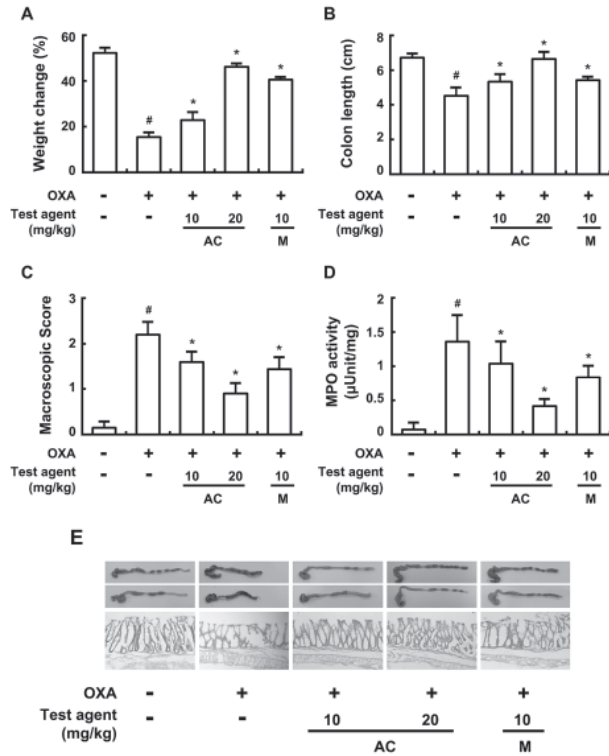 A
Weight change (%)
60
40
20
0
OXA - + + + +
Test agent (mg/kg) - - 10 20 10
AC M
B
Colon length (cm)
8
6
4
2
0
OXA - + + + +
Test agent (mg/kg) - - 10 20 10
AC M
# * * *
# * * *
C
Macroscopic Score
3
2
1
0
OXA - + + + +
Test agent (mg/kg) - - 10 20 10
AC M
# * * *
D
MPO activity
(μUnit/mg)
2
1.5
1
0.5
0
OXA - + + + +
Test agent (mg/kg) - - 10 20 10
AC M
# * * *
E
OXA - + + + +
Test agent - - 10 20 10
(mg/kg)
AC M